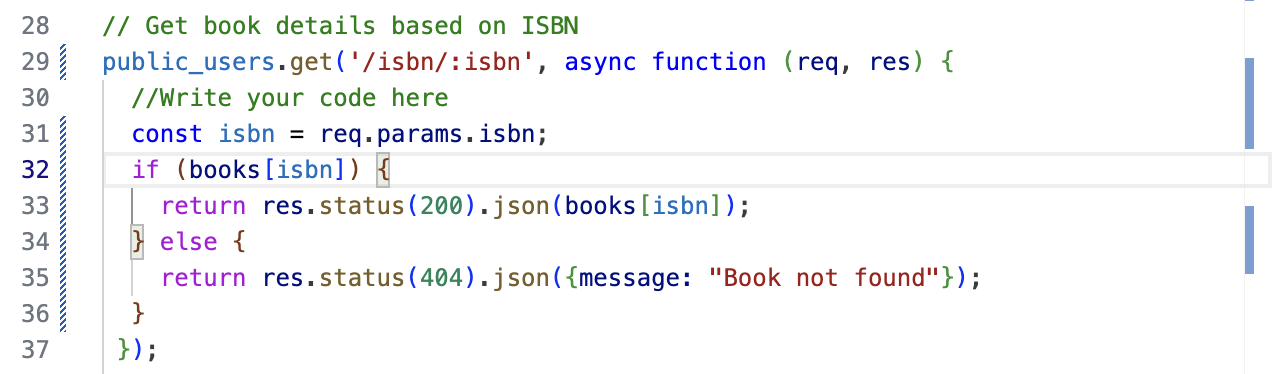 28 // Get book details based on ISBN
29 public_users.get('/isbn/:isbn', async function (req, res) {
30 //Write your code here
31 const isbn = req.params.isbn;
32 if (books[isbn]) {
33 return res.status(200).json(books[isbn]);
34 } else {
35 return res.status(404).json({message: "Book not found"});
36 }
37 });